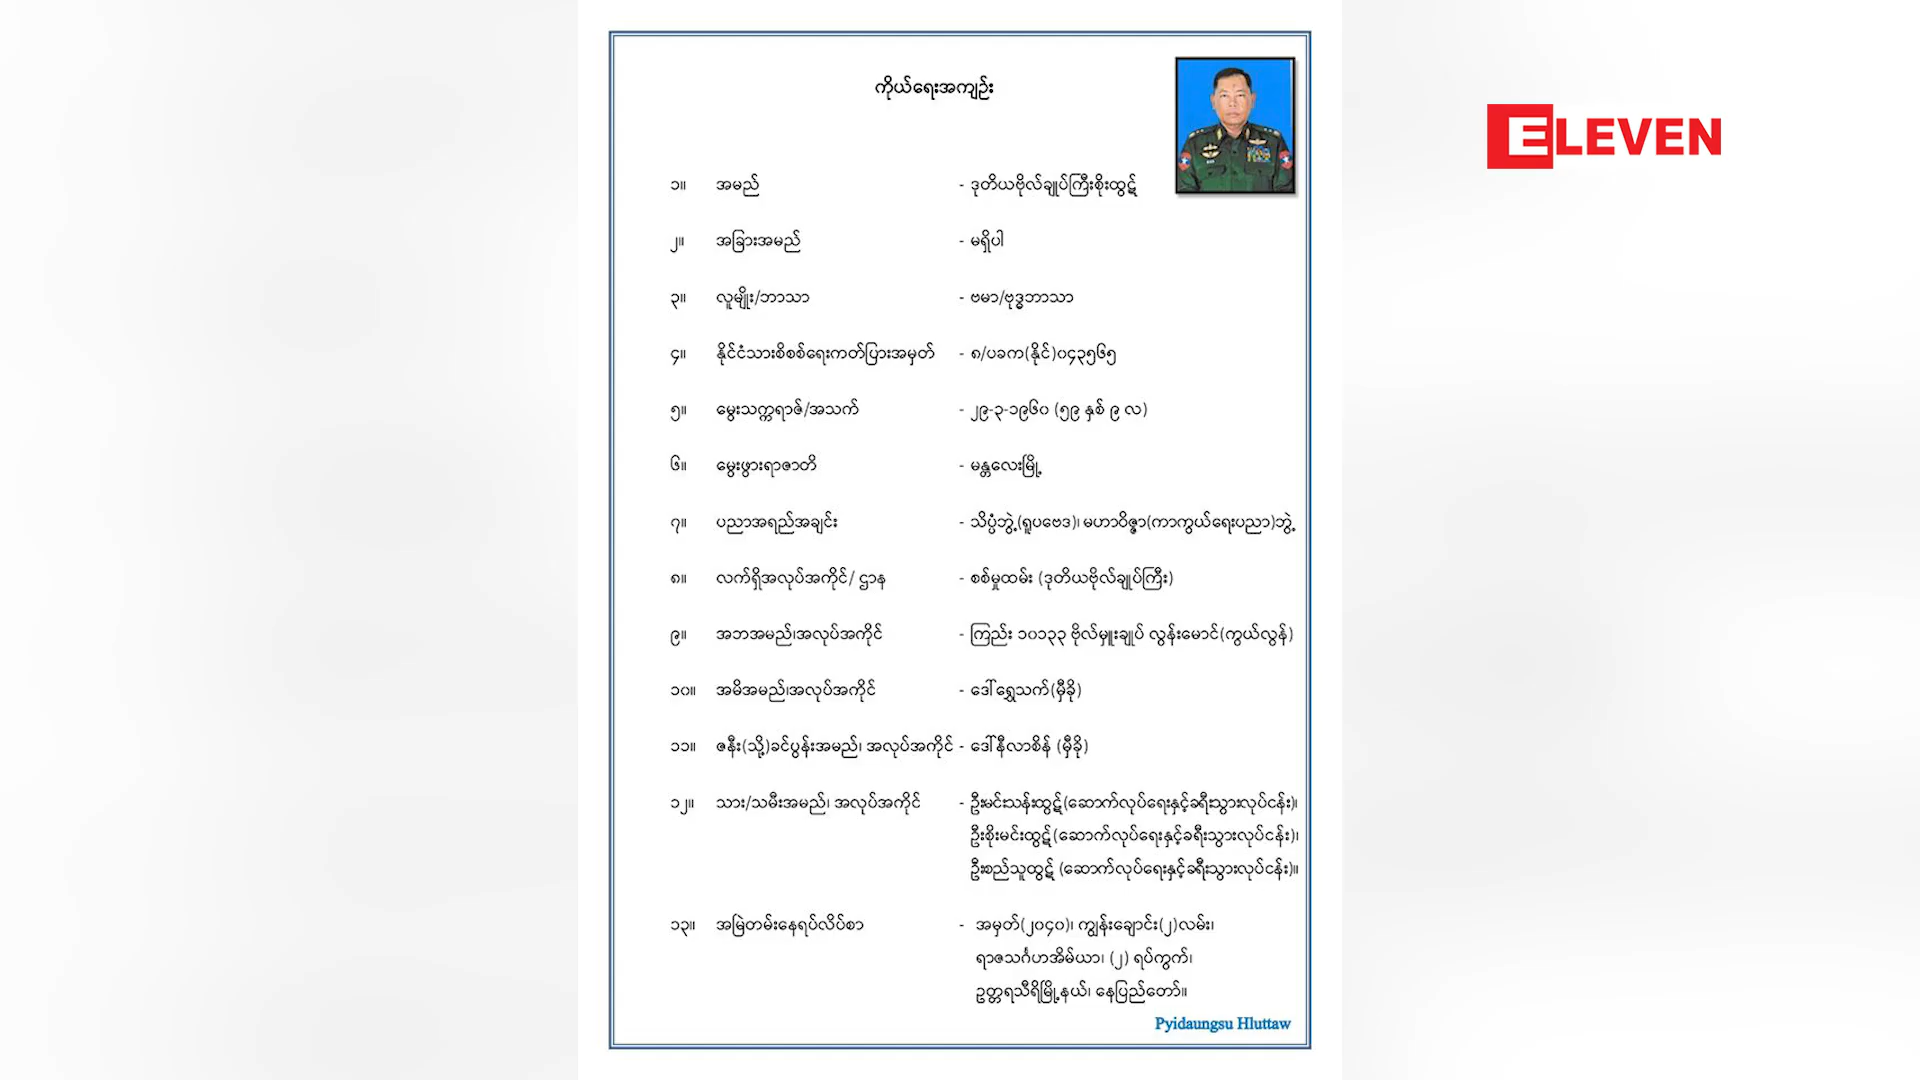 ကိုယ်ရေးအကျဉ်း
ELEVEN
၁။ အမည် - ဒုတိယဗိုလ်ချုပ်ကြီးစိုးထွဋ်
၂။ အခြားအမည် - မရှိပါ
၃။ လူမျိုး/ဘာသာ - ဗမာ/ဗုဒ္ဓဘာသာ
၄။ နိုင်ငံသားစိစစ်ရေးကတ်ပြားအမှတ် - ၈/ပခက(နိုင်)၀၄၃၅၆၅
၅။ မွေးသက္ကရာဇ်/အသက် - ၂၉-၃-၁၉၆၀ (၅၉ နှစ် ၉ လ)
၆။ မွေးဖွားရာဇာတိ - မန္တလေးမြို့
၇။ ပညာအရည်အချင်း - သိပ္ပံဘွဲ့(ရူပဗေဒ)၊ မဟာဝိဇ္ဇာ(ကာကွယ်ရေးပညာ)ဘွဲ့
၈။ လက်ရှိအလုပ်အကိုင်/ ဌာန - စစ်မှုထမ်း (ဒုတိယဗိုလ်ချုပ်ကြီး)
၉။ အဘအမည်၊အလုပ်အကိုင် - ကြည်း ၁၀၁၃၃ ဗိုလ်မှူးချုပ် လွန်းမောင်(ကွယ်လွန်)
၁၀။ အမိအမည်၊အလုပ်အကိုင် - ဒေါ်ရွှေသက်(မှီခို)
၁၁။ ဇနီး(သို့)ခင်ပွန်းအမည်၊ အလုပ်အကိုင် - ဒေါ်နီလာစိန် (မှီခို)
၁၂။ သား/သမီးအမည်၊ အလုပ်အကိုင် - ဦးမင်းသန်းထွဋ်(ဆောက်လုပ်ရေးနှင့်ခရီးသွားလုပ်ငန်း)၊
ဦးစိုးမင်းထွဋ်(ဆောက်လုပ်ရေးနှင့်ခရီးသွားလုပ်ငန်း)၊
ဦးစည်သူထွဋ် (ဆောက်လုပ်ရေးနှင့်ခရီးသွားလုပ်ငန်း)။
၁၃။ အမြဲတမ်းနေရပ်လိပ်စာ - အမှတ်(၂၀၄၀)၊ ကျွန်းချောင်း(၂)လမ်း၊
ရာဇသင်္ဂဟအိမ်ယာ၊ (၂) ရပ်ကွက်၊
ဥတ္တရသီရိမြို့နယ်၊ နေပြည်တော်။
Pyidaungsu Hluttaw